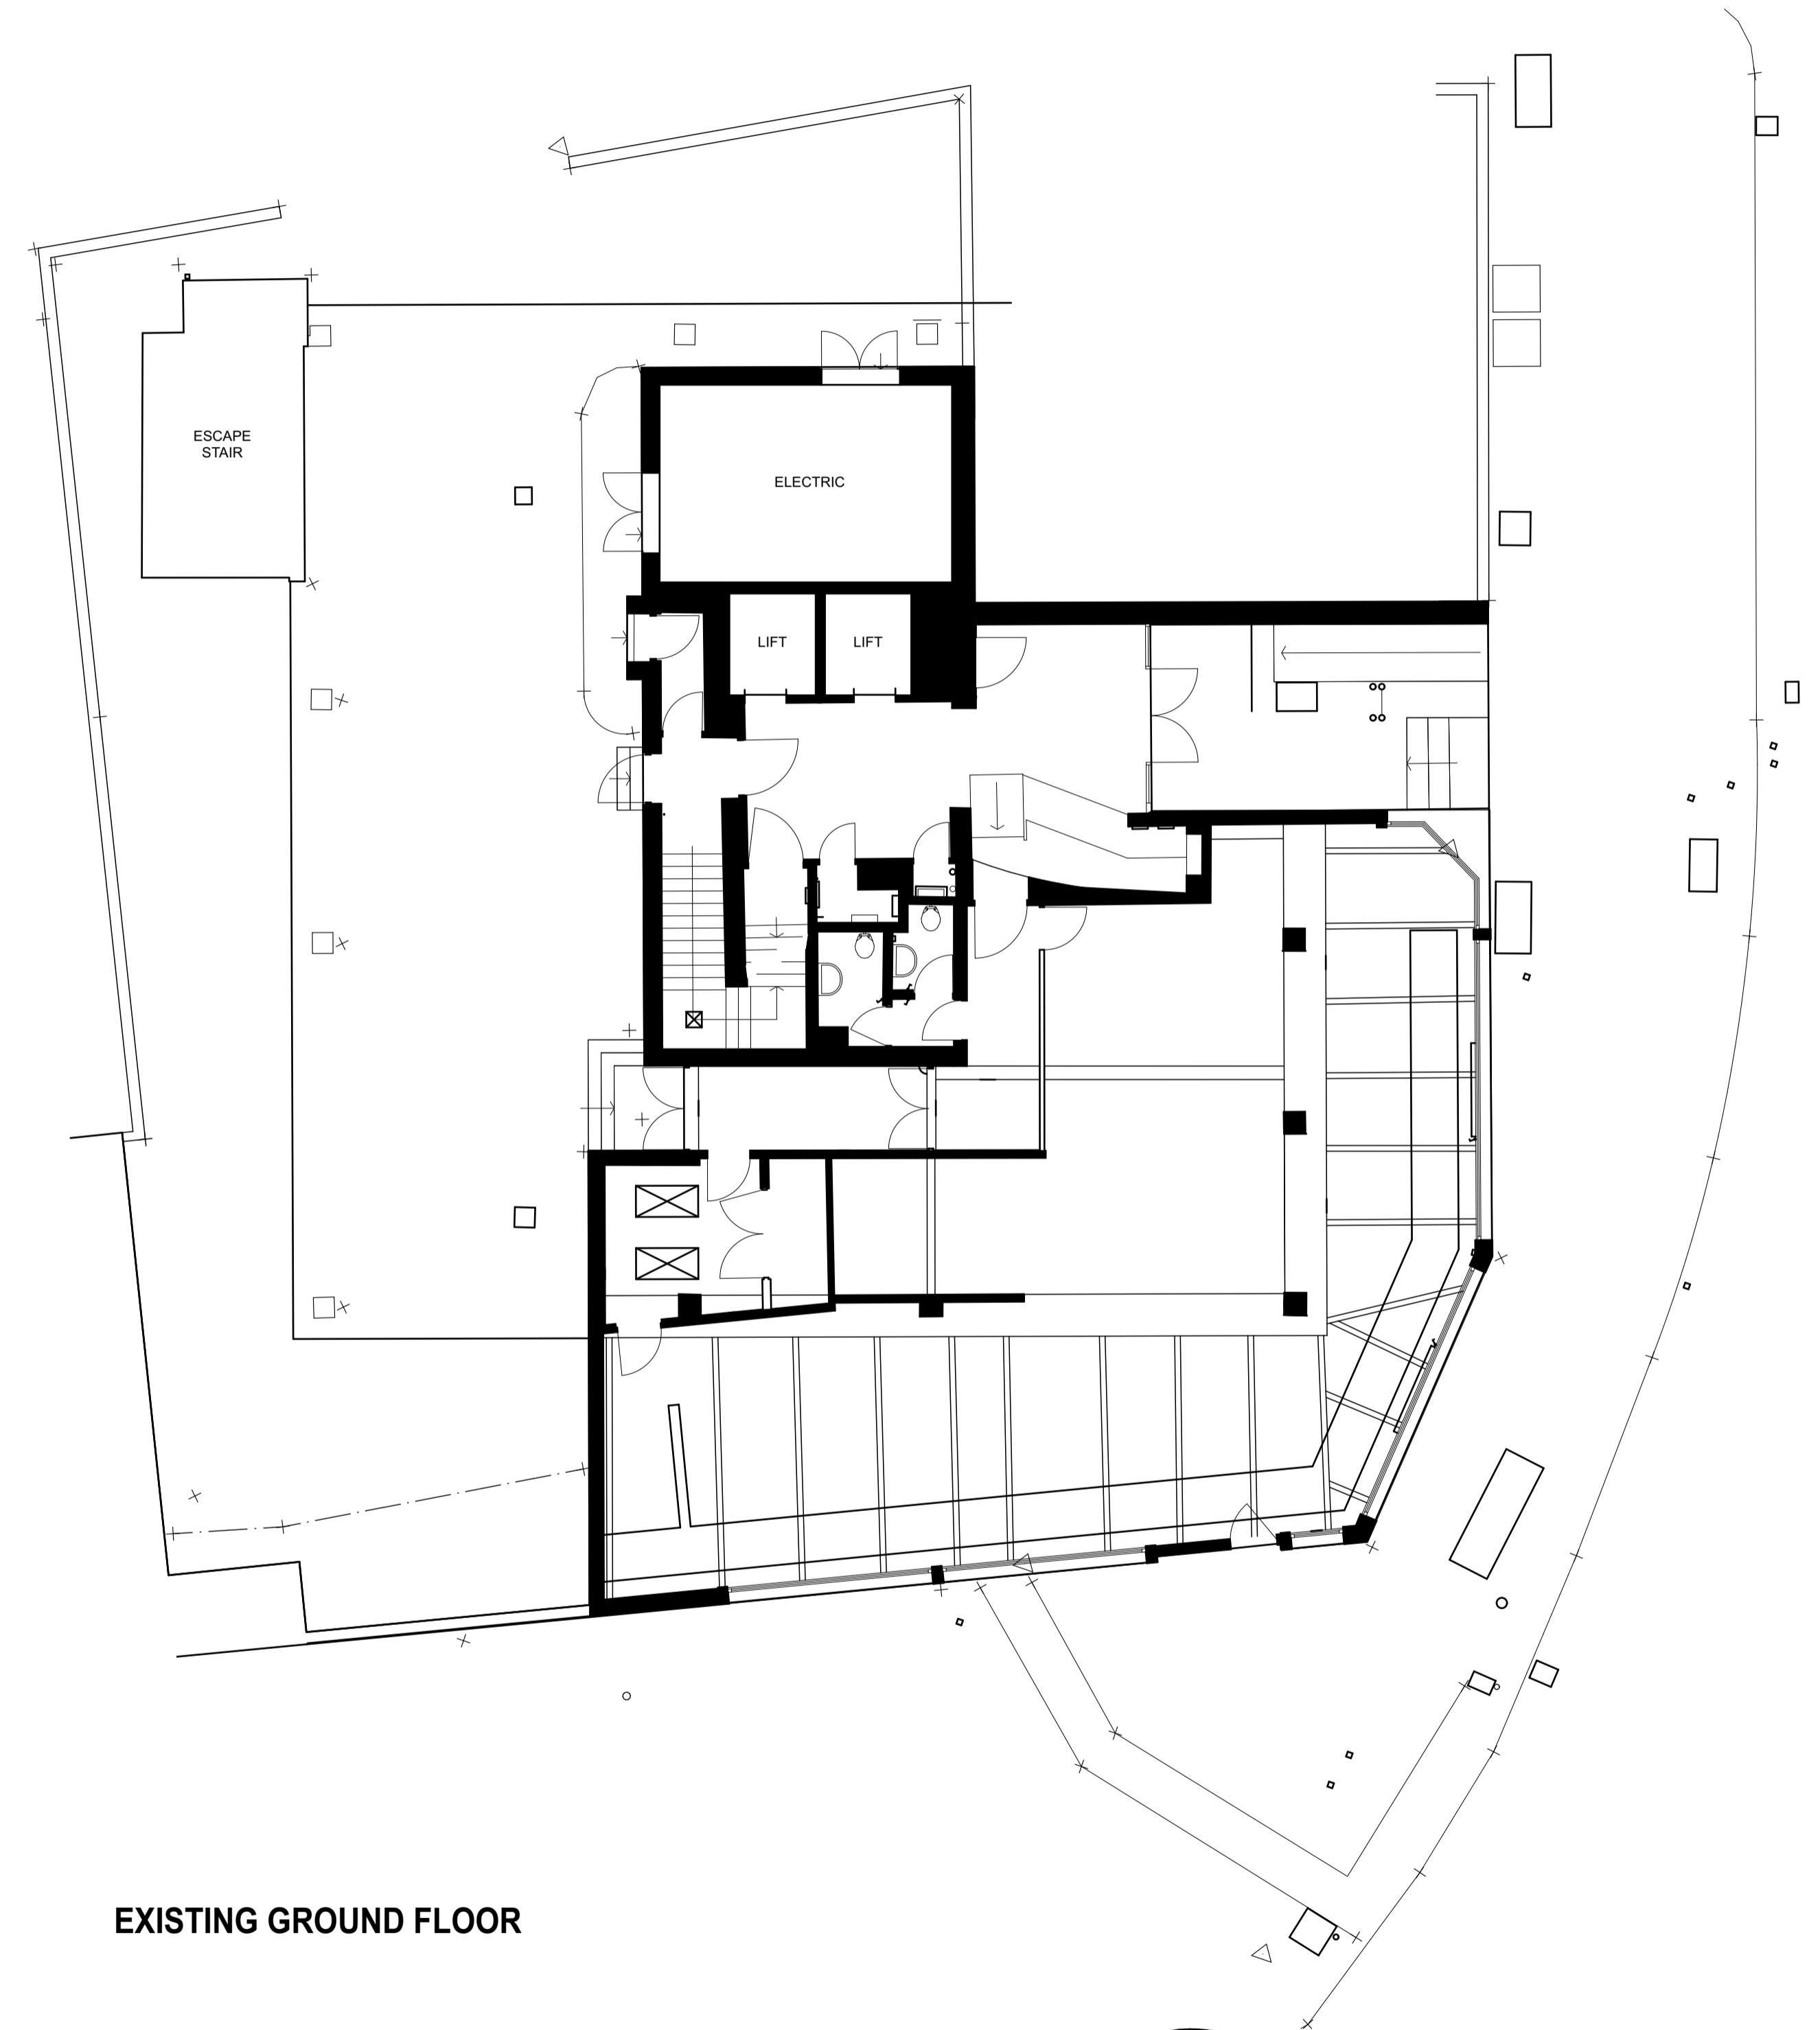 ESCAPE
STAIR
ELECTRIC
LIFT
LIFT
EXISTING GROUND FLOOR